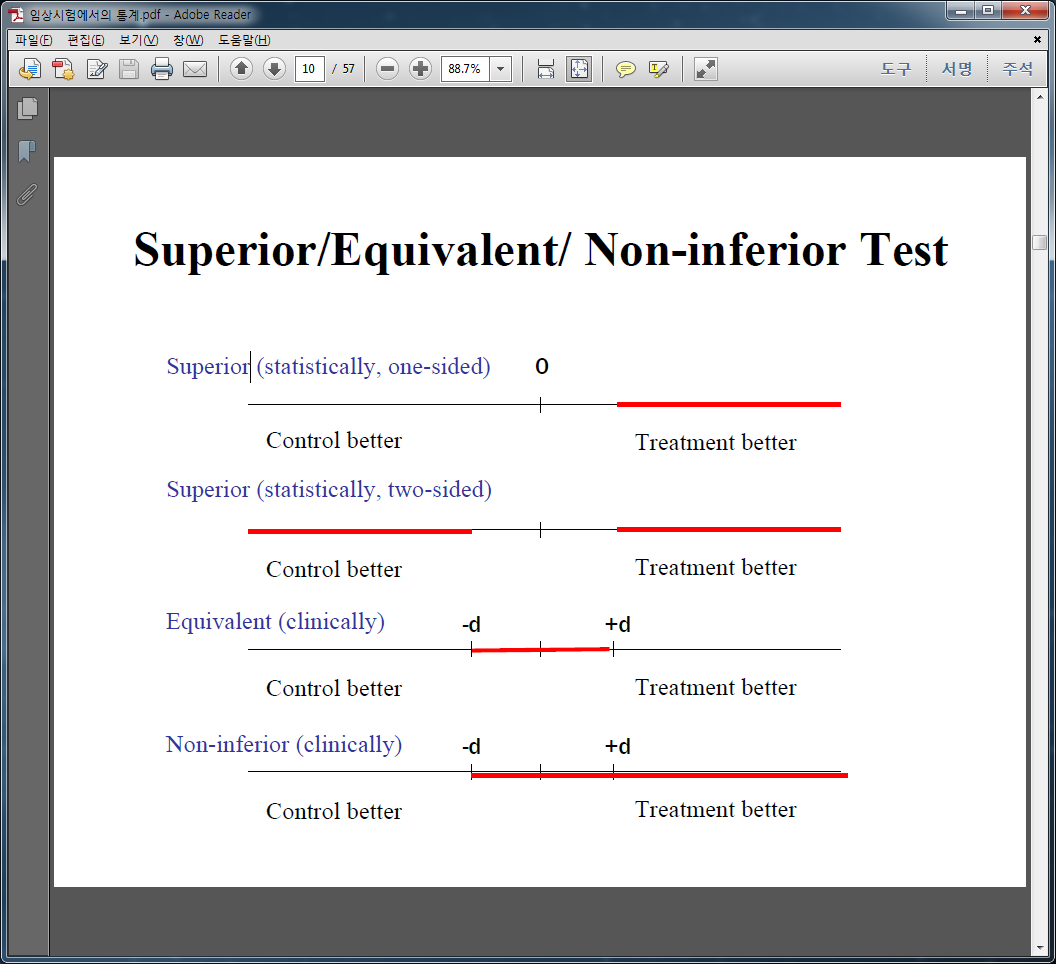 임상시험에서의 통계.pdf - Adobe Reader
파일(F) 편집(E) 보기(V) 창(W) 도움말(H)
10 / 57 88.7% 도구 서명 주석
Superior/Equivalent/ Non-inferior Test
Superior (statistically, one-sided) 0
Control better Treatment better
Superior (statistically, two-sided)
Control better Treatment better
Equivalent (clinically) -d +d
Control better Treatment better
Non-inferior (clinically) -d +d
Control better Treatment better